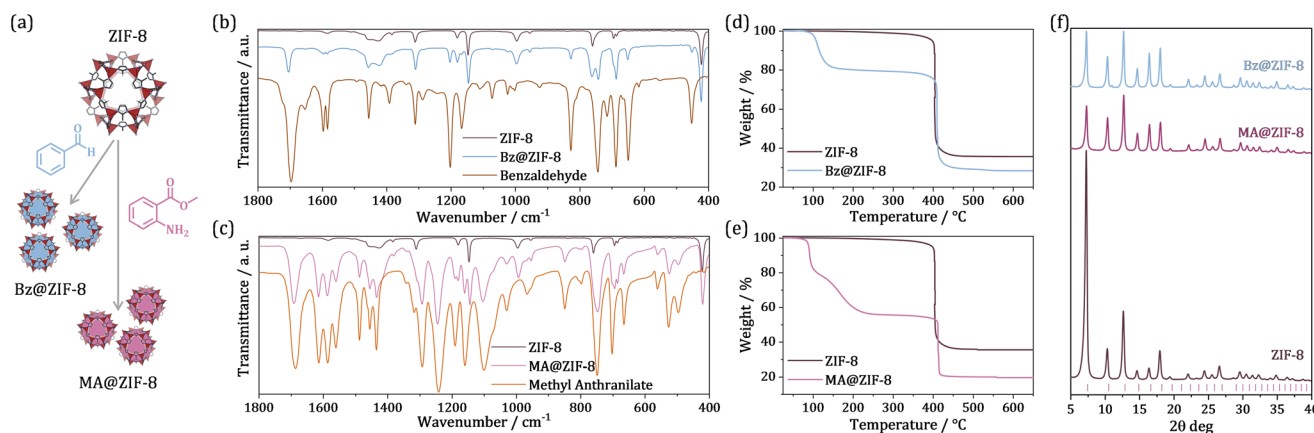 (a)
ZIF-8
O
H
O
O
NH2
Bz@ZIF-8
MA@ZIF-8
(b)
Transmittance / a.u.
ZIF-8
Bz@ZIF-8
Benzaldehyde
1800 1600 1400 1200 1000 800 600 400
Wavenumber / cm-1
(c)
Transmittance / a. u.
ZIF-8
MA@ZIF-8
Methyl Anthranilate
1800 1600 1400 1200 1000 800 600 400
Wavenumber / cm-1
(d)
Weight / %
100
80
60
40
20
ZIF-8
Bz@ZIF-8
100 200 300 400 500 600
Temperature / °C
(e)
Weight / %
100
80
60
40
20
ZIF-8
MA@ZIF-8
100 200 300 400 500 600
Temperature / °C
(f)
Bz@ZIF-8
MA@ZIF-8
ZIF-8
5 10 15 20 25 30 35 40
2θ deg